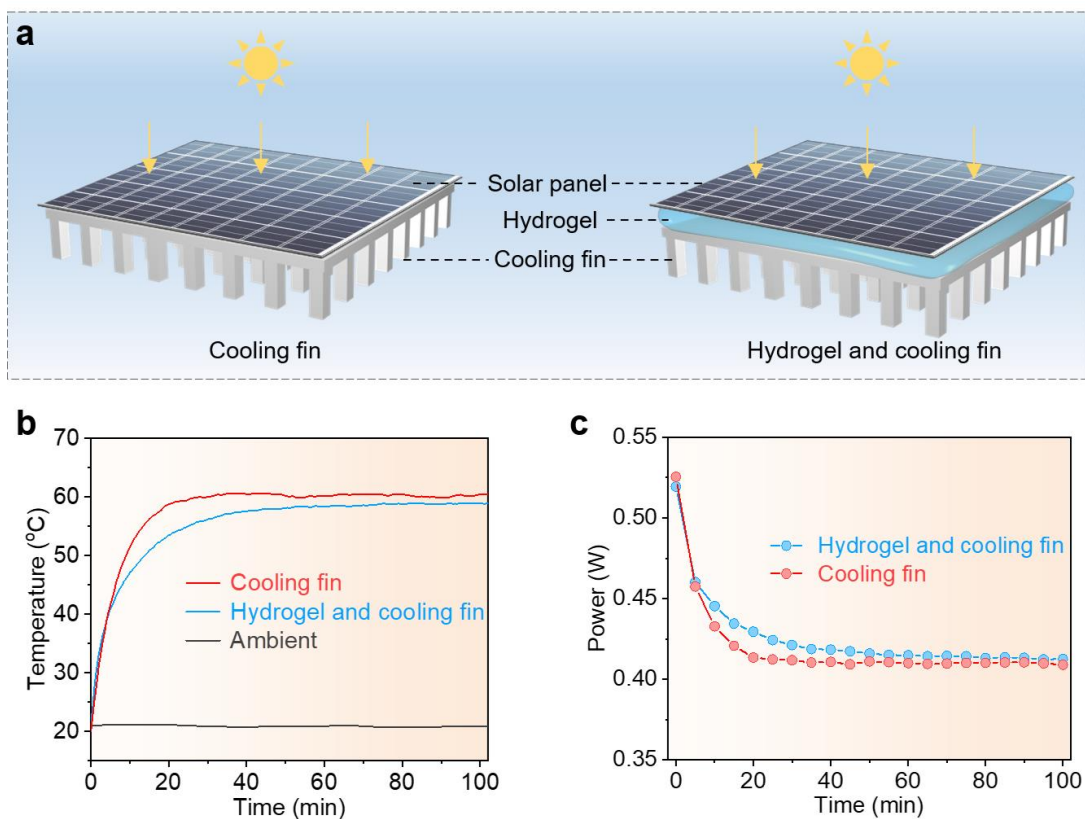 a
Solar panel
Hydrogel
Cooling fin
Cooling fin
Hydrogel and cooling fin
b
70
60
50
40
30
20
Temperature (ºC)
Cooling fin
Hydrogel and cooling fin
Ambient
0
20
40
60
80
100
Time (min)
c
0.55
0.50
0.45
0.40
0.35
Power (W)
Hydrogel and cooling fin
Cooling fin
0
20
40
60
80
100
Time (min)